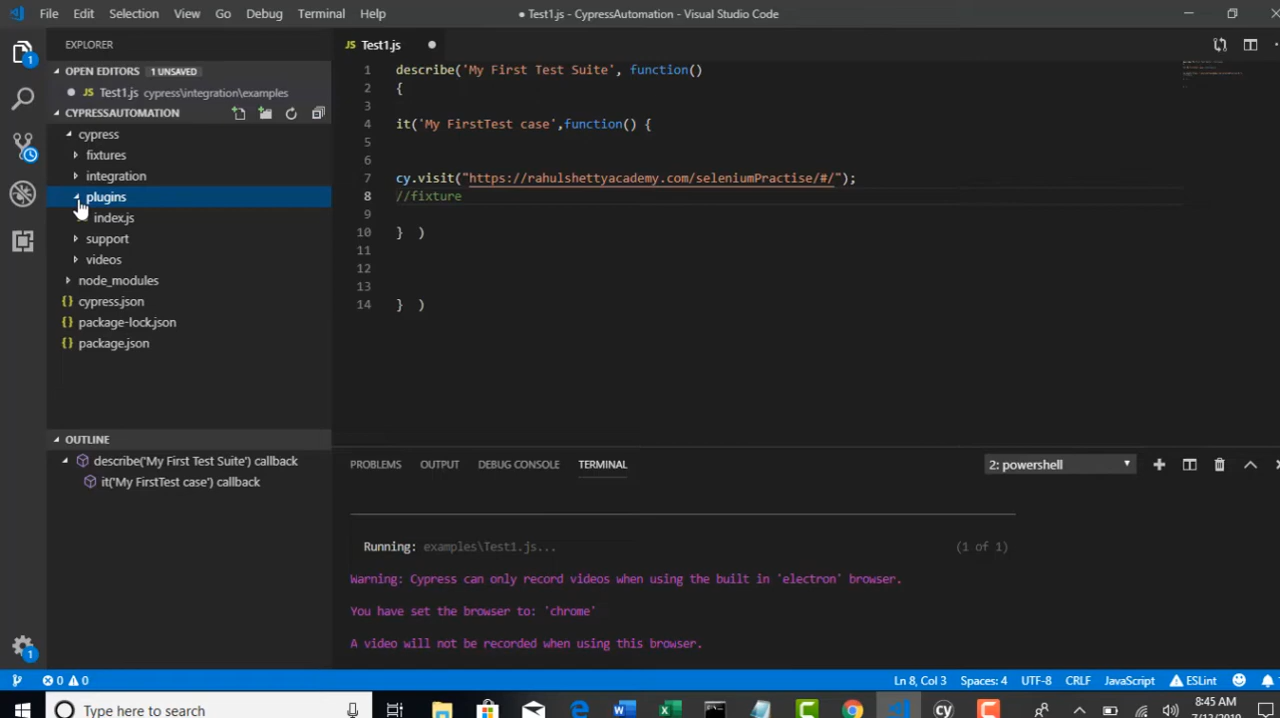 File Edit Selection View Go Debug Terminal Help
● Test1.js - CypressAutomation - Visual Studio Code
EXPLORER
OPEN EDITORS 1 UNSAVED
JS Test1.js cypress\integration\examples
CYPRESSAUTOMATION
cypress
fixtures
integration
plugins
index.js
support
videos
node_modules
{} cypress.json
{} package-lock.json
{} package.json
OUTLINE
describe('My First Test Suite') callback
it('My FirstTest case') callback
1
1
JS Test1.js
1 describe('My First Test Suite', function()
2 {
3
4 it('My FirstTest case',function() {
5
6
7 cy.visit("https://rahulshettyacademy.com/seleniumPractise/#/");
8 //fixture
9
10 } )
11
12
13
14 } )
PROBLEMS OUTPUT DEBUG CONSOLE TERMINAL
2: powershell
Running: examples\Test1.js... (1 of 1)
Warning: Cypress can only record videos when using the built in 'electron' browser.
You have set the browser to: 'chrome'
A video will not be recorded when using this browser.
0 0
Ln 8, Col 3 Spaces: 4 UTF-8 CRLF JavaScript ESLint
Type here to search
cy
8:45 AM